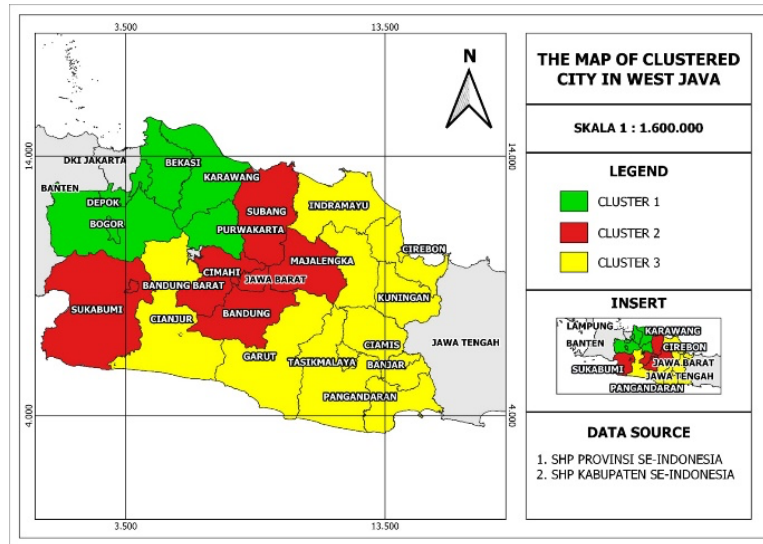 3.500
13.500
N
14.000
14.000
DKI JAKARTA
BEKASI
BANTEN
KARAWANG
DEPOK
SUBANG
INDRAMAYU
BOGOR
PURWAKARTA
CIREBON
MAJALENGKA
CIMAHI
JAWA BARAT
BANDUNG BARAT
KUNINGAN
SUKABUMI
CIANJUR
BANDUNG
JAWA TENGAH
CIAMIS
GARUT
TASIKMALAYA
BANJAR
PANGANDARAN
4.000
4.000
3.500
13.500
THE MAP OF CLUSTERED
CITY IN WEST JAVA
SKALA 1 : 1.600.000
LEGEND
CLUSTER 1
CLUSTER 2
CLUSTER 3
INSERT
LAMPUNG
KARAWANG
BANTEN
CIREBON
JAWA BARAT
SUKABUMI
JAWA TENGAH
PANGANDARAN
DATA SOURCE
1. SHP PROVINSI SE-INDONESIA
2. SHP KABUPATEN SE-INDONESIA